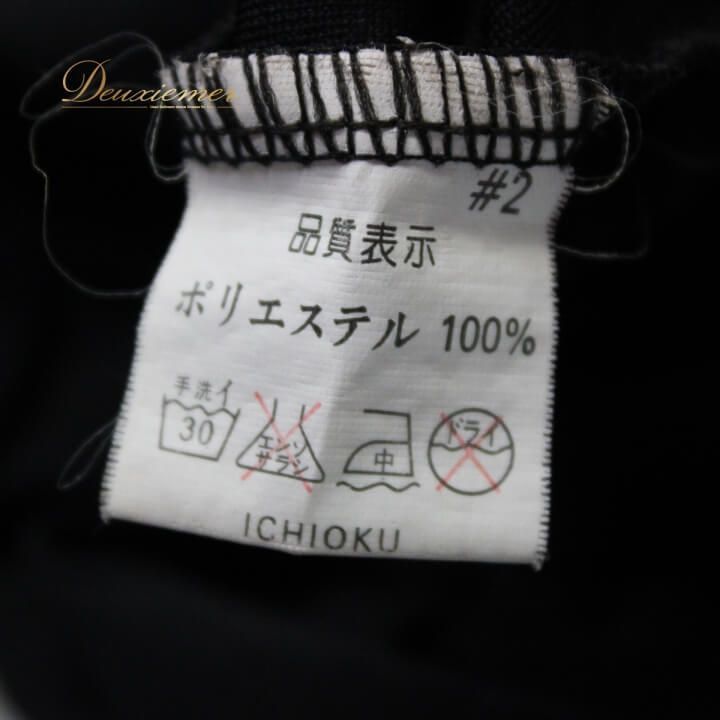 Deuxiemer
#2
品質表示
ポリエステル 100%
手洗イ
30
エンソ
サラシ
中
ドライ
ICHIOKU